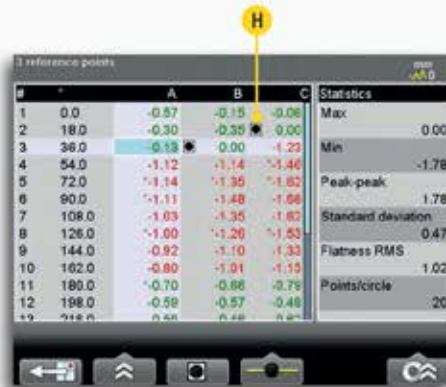 H
3 reference points
mm
0
# ° A B C
1 0.0 -0.57 -0.15 -0.06
2 18.0 -0.30 -0.35 0.00
3 36.0 -0.13 0.00 -1.23
4 54.0 -1.12 -1.14 *-1.46
5 72.0 *-1.14 *-1.35 *-1.62
6 90.0 *-1.11 -1.48 -1.66
7 108.0 -1.03 -1.35 -1.62
8 126.0 *-1.00 *-1.26 *-1.53
9 144.0 -0.92 -1.10 -1.33
10 162.0 -0.80 -1.01 -1.15
11 180.0 *-0.70 -0.86 -0.79
12 198.0 -0.59 -0.57 -0.48
13 216.0
Statistics
Max
0.00
Min
-1.78
Peak-peak
1.78
Standard deviation
0.47
Flatness RMS
1.02
Points/circle
20